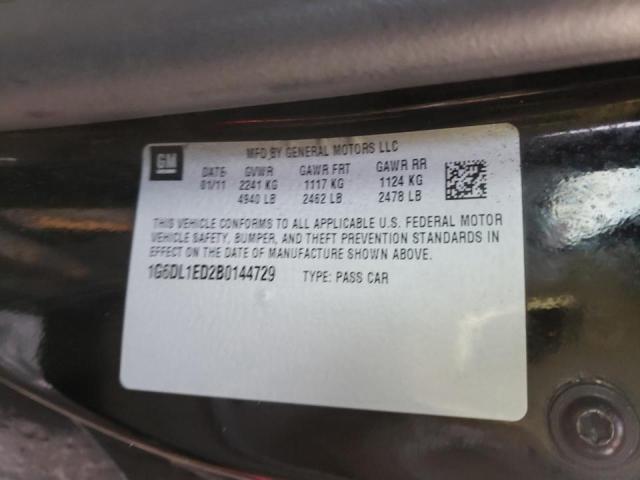 GM
MFD BY GENERAL MOTORS LLC
DATE GVWR GAWR FRT GAWR RR
01/11 2241 KG 1117 KG 1124 KG
4940 LB 2462 LB 2478 LB
THIS VEHICLE CONFORMS TO ALL APPLICABLE U.S. FEDERAL MOTOR
VEHICLE SAFETY, BUMPER, AND THEFT PREVENTION STANDARDS IN
EFFECT ON THE DATE OF MANUFACTURE SHOWN ABOVE.
1G6DL1ED2B0144729 TYPE: PASS CAR